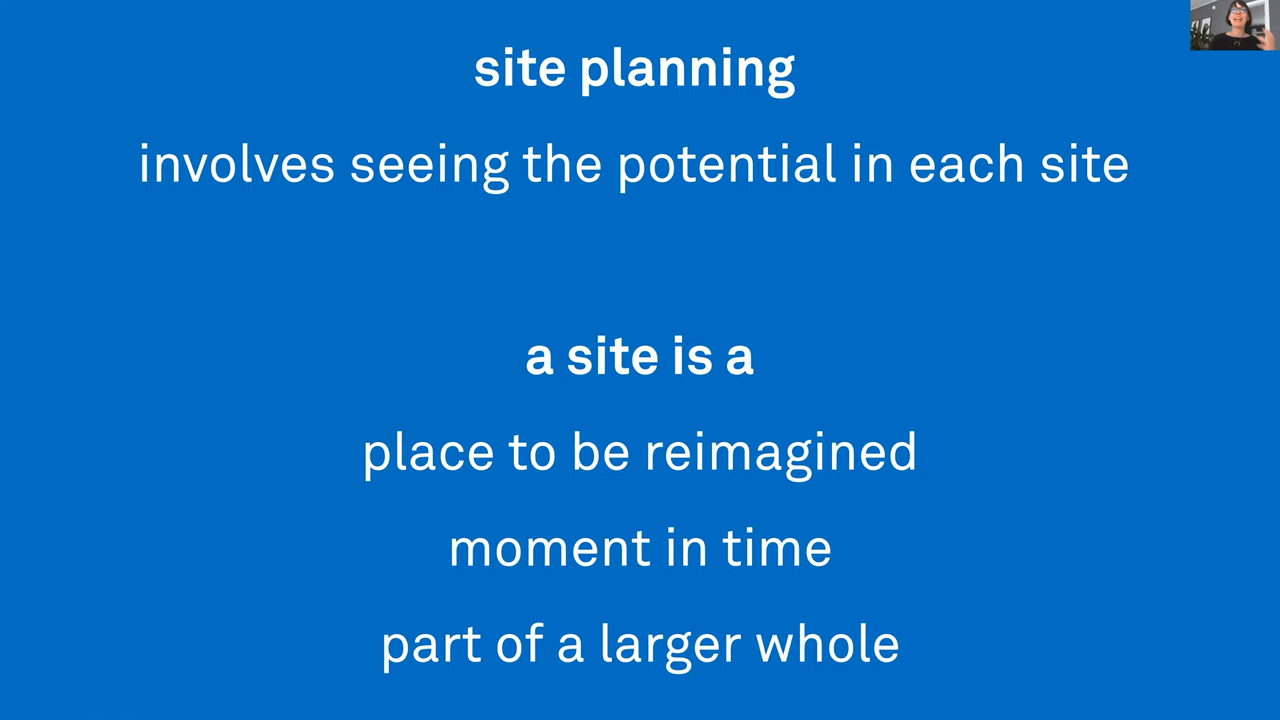 site planning
involves seeing the potential in each site
a site is a
place to be reimagined
moment in time
part of a larger whole